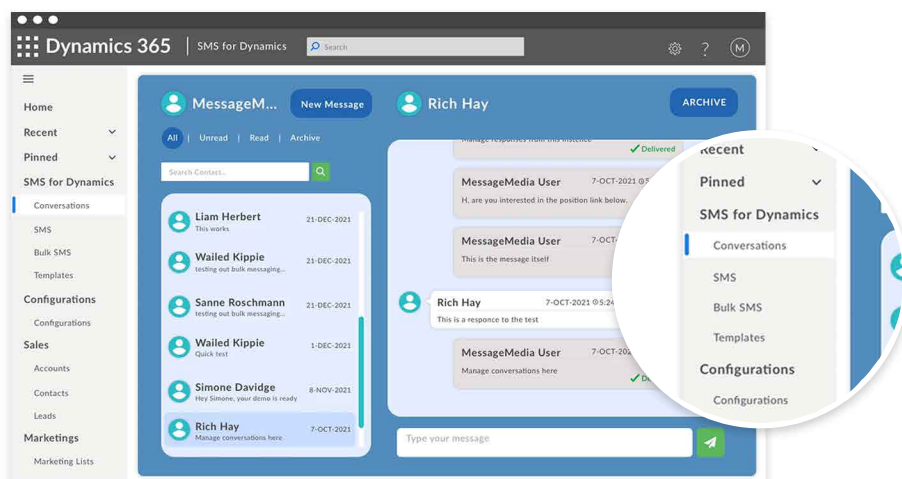 Dynamics 365 | SMS for Dynamics
Search
? M
Home
Recent
Pinned
SMS for Dynamics
Conversations
SMS
Bulk SMS
Templates
Configurations
Configurations
Sales
Accounts
Contacts
Leads
Marketings
Marketing Lists
MessageM...
New Message
All | Unread | Read | Archive
Search Contact...
Liam Herbert 21-DEC-2021
This works
Wailed Kippie 21-DEC-2021
testing out bulk messaging...
Sanne Roschmann 21-DEC-2021
testing out bulk messaging...
Wailed Kippie 1-DEC-2021
Quick test
Simone Davidge 8-NOV-2021
Hey Simone, your demo is ready
Rich Hay 7-OCT-2021
Manage conversations here
Rich Hay
ARCHIVE
Manage responses from this
Delivered
MessageMedia User 7-OCT-2021
H, are you interested in the position link below.
MessageMedia User 7-OCT-
This is the message itself
Rich Hay 7-OCT-2021 5:24
This is a responce to the test
MessageMedia User 7-OCT-202
Manage conversations here
Type your message
Recent
Pinned
SMS for Dynamics
Conversations
SMS
Bulk SMS
Templates
Configurations
Configurations